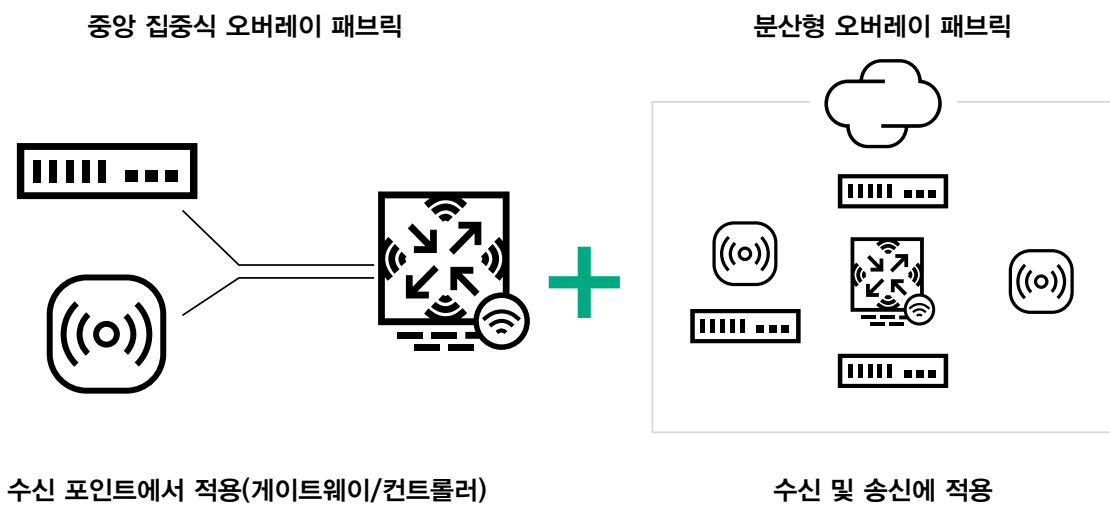 중앙 집중식 오버레이 패브릭
분산형 오버레이 패브릭
수신 포인트에서 적용(게이트웨이/컨트롤러)
수신 및 송신에 적용